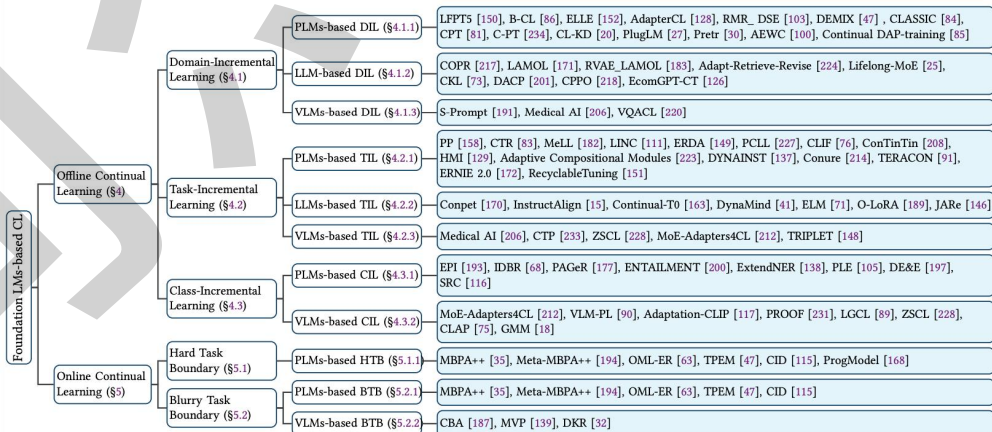 Foundation LMs-based CL
Offline Continual
Learning (§4)
Domain-Incremental
Learning (§4.1)
PLMs-based DIL (§4.1.1)
LFPT5 [150], B-CL [86], ELLE [152], AdapterCL [128], RMR_ DSE [103], DEMIX [47] , CLASSIC [84],
CPT [81], C-PT [234], CL-KD [20], PlugLM [27], Pretr [30], AEWC [100], Continual DAP-training [85]
LLM-based DIL (§4.1.2)
COPR [217], LAMOL [171], RVAE_LAMOL [183], Adapt-Retrieve-Revise [224], Lifelong-MoE [25],
CKL [73], DACP [201], CPPO [218], EcomGPT-CT [126]
VLMs-based DIL (§4.1.3)
S-Prompt [191], Medical AI [206], VQACL [220]
Task-Incremental
Learning (§4.2)
PLMs-based TIL (§4.2.1)
PP [158], CTR [83], MeLL [182], LINC [111], ERDA [149], PCLL [227], CLIF [76], ConTinTin [208],
HMI [129], Adaptive Compositional Modules [223], DYNAINST [137], Conure [214], TERACON [91],
ERNIE 2.0 [172], RecyclableTuning [151]
LLMs-based TIL (§4.2.2)
Conpet [170], InstructAlign [15], Continual-T0 [163], DynaMind [41], ELM [71], O-LoRA [189], JARe [146]
VLMs-based TIL (§4.2.3)
Medical AI [206], CTP [233], ZSCL [228], MoE-Adapters4CL [212], TRIPLET [148]
Class-Incremental
Learning (§4.3)
PLMs-based CIL (§4.3.1)
EPI [193], IDBR [68], PAGeR [177], ENTAILMENT [200], ExtendNER [138], PLE [105], DE&E [197],
SRC [116]
VLMs-based CIL (§4.3.2)
MoE-Adapters4CL [212], VLM-PL [90], Adaptation-CLIP [117], PROOF [231], LGCL [89], ZSCL [228],
CLAP [75], GMM [18]
Online Continual
Learning (§5)
Hard Task
Boundary (§5.1)
PLMs-based HTB (§5.1.1)
MBPA++ [35], Meta-MBPA++ [194], OML-ER [63], TPEM [47], CID [115], ProgModel [168]
Blurry Task
Boundary (§5.2)
PLMs-based BTB (§5.2.1)
MBPA++ [35], Meta-MBPA++ [194], OML-ER [63], TPEM [47], CID [115]
VLMs-based BTB (§5.2.2)
CBA [187], MVP [139], DKR [32]